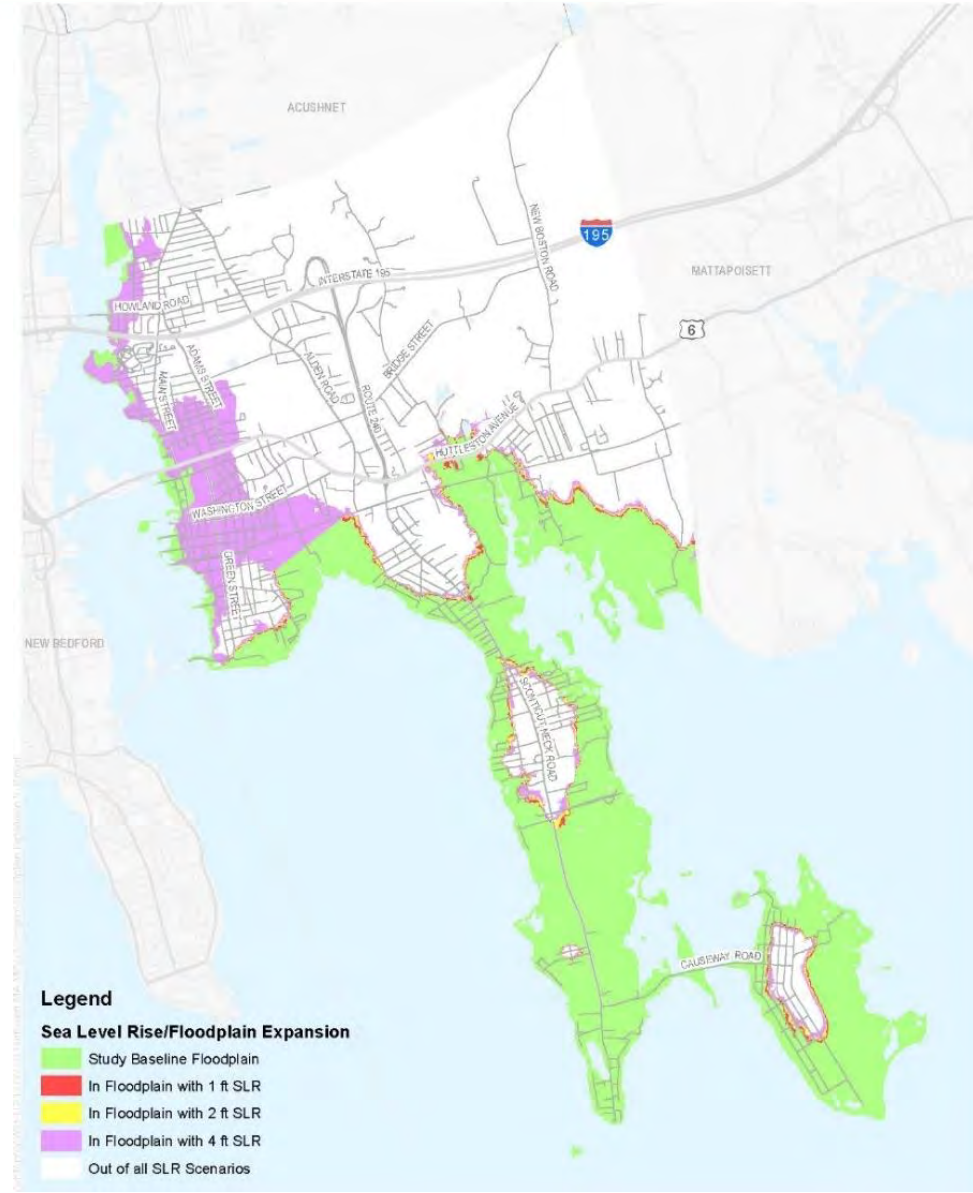 ACUSHNET
NEW BOSTON ROAD
195
INTERSTATE 195
MATTAPOISETT
HOWLAND ROAD
6
ADAMS STREET
MAIN STREET
ALDEN ROAD
BRIDGE STREET
ROUTE 240
HUTTLESTON AVENUE
WASHINGTON STREET
GREEN STREET
NEW BEDFORD
SCONTICUT NECK ROAD
CAUSEWAY ROAD
Legend
Sea Level Rise/Floodplain Expansion
Study Baseline Floodplain
In Floodplain with 1 ft SLR
In Floodplain with 2 ft SLR
In Floodplain with 4 ft SLR
Out of all SLR Scenarios